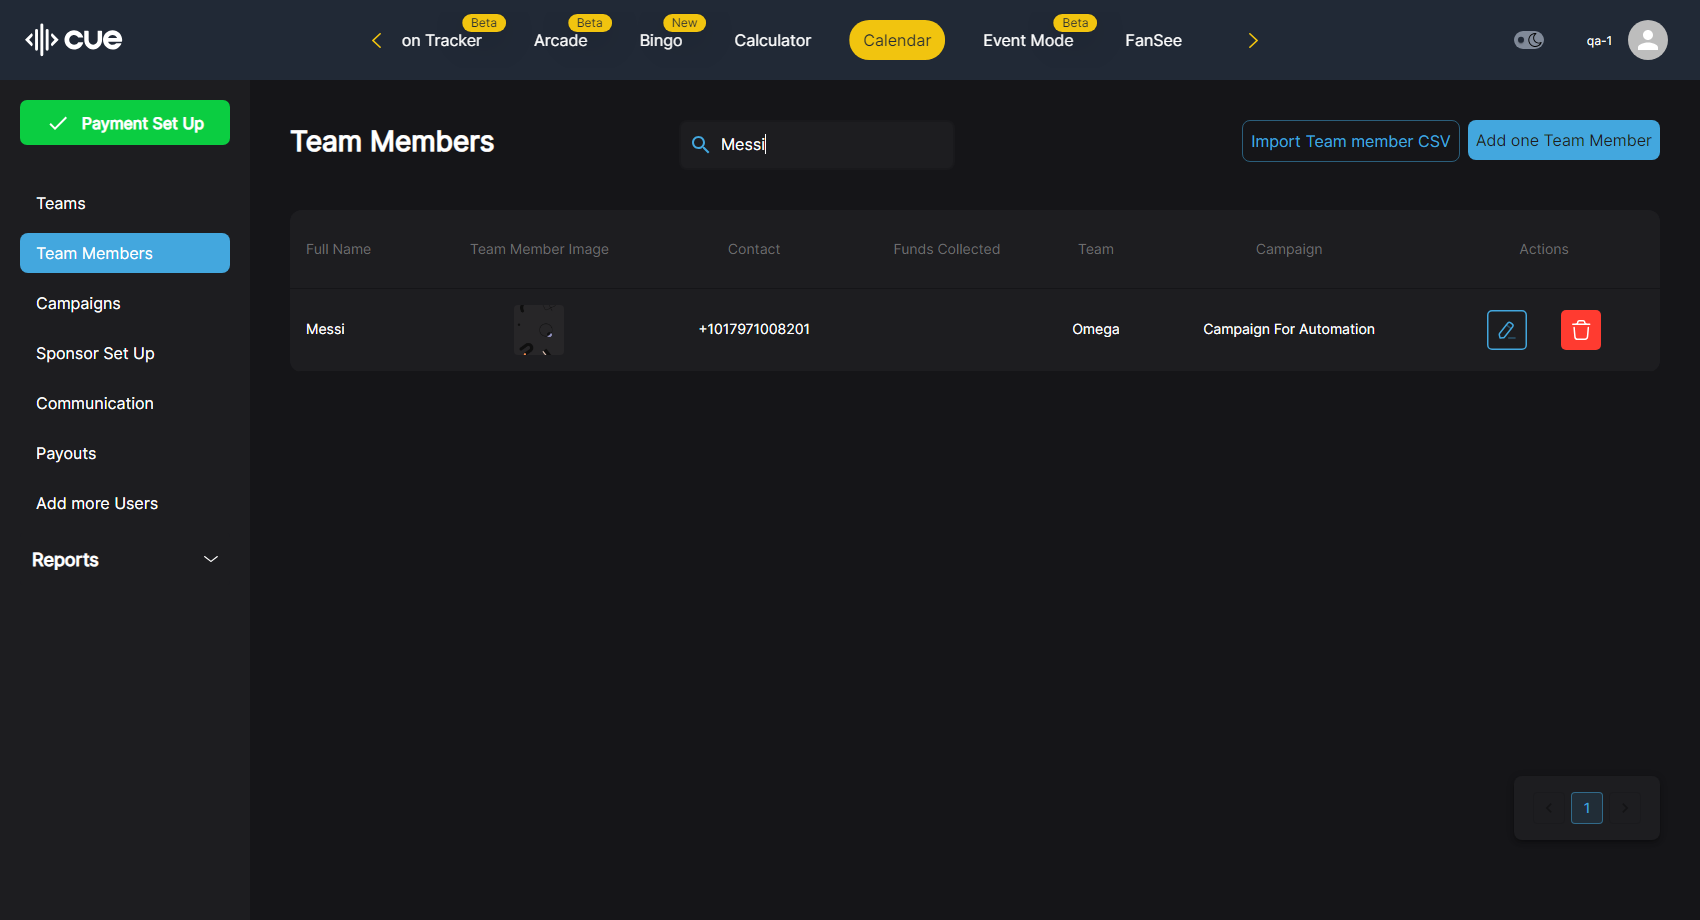 cue
on Tracker
Beta
Arcade
Beta
Bingo
New
Calculator
Calendar
Event Mode
Beta
FanSee
qa-1
Payment Set Up
Teams
Team Members
Campaigns
Sponsor Set Up
Communication
Payouts
Add more Users
Reports
Team Members
Messi
Import Team member CSV
Add one Team Member
Full Name Team Member Image Contact Funds Collected Team Campaign Actions
Messi +1017971008201 Omega Campaign For Automation
1